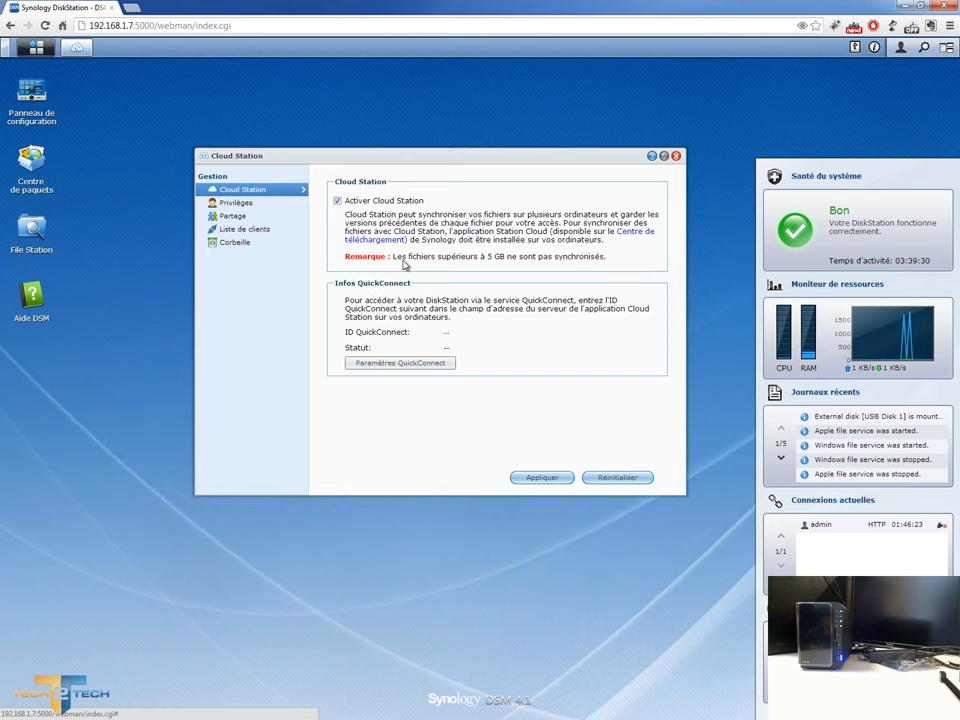 Synology DiskStation - DS4
192.168.1.7:5000/webman/index.cgi
new!
OFF
Panneau de
configuration
Centre
de paquets
File Station
Aide DSM
Cloud Station
Gestion
Cloud Station
Privilèges
Partage
Liste de clients
Corbeille
Cloud Station
Activer Cloud Station
Cloud Station peut synchroniser vos fichiers sur plusieurs ordinateurs et garder les
versions précédentes de chaque fichier pour votre accès. Pour synchroniser des
fichiers avec Cloud Station, l'application Station Cloud (disponible sur le Centre de
téléchargement) de Synology doit être installée sur vos ordinateurs.
Remarque : Les fichiers supérieurs à 5 GB ne sont pas synchronisés.
Infos QuickConnect
Pour accéder à votre DiskStation via le service QuickConnect, entrez l'ID
QuickConnect suivant dans le champ d'adresse du serveur de l'application Cloud
Station sur vos ordinateurs.
ID QuickConnect: --
Statut: --
Paramètres QuickConnect
Appliquer
Réinitialiser
Santé du système
Bon
Votre DiskStation fonctionne
correctement.
Temps d'activité: 03:39:30
Moniteur de ressources
1500
1000
500
0
CPU RAM 1 KB/s 1 KB/s
Journaux récents
External disk [USB Disk 1] is mount...
Apple file service was started.
1/5
Windows file service was started.
Windows file service was stopped.
Apple file service was stopped.
Connexions actuelles
admin HTTP 01:46:23
1/1
TECH 2 TECH
Synology DSM 4.1
192.168.1.7:5000/webman/index.cgi#